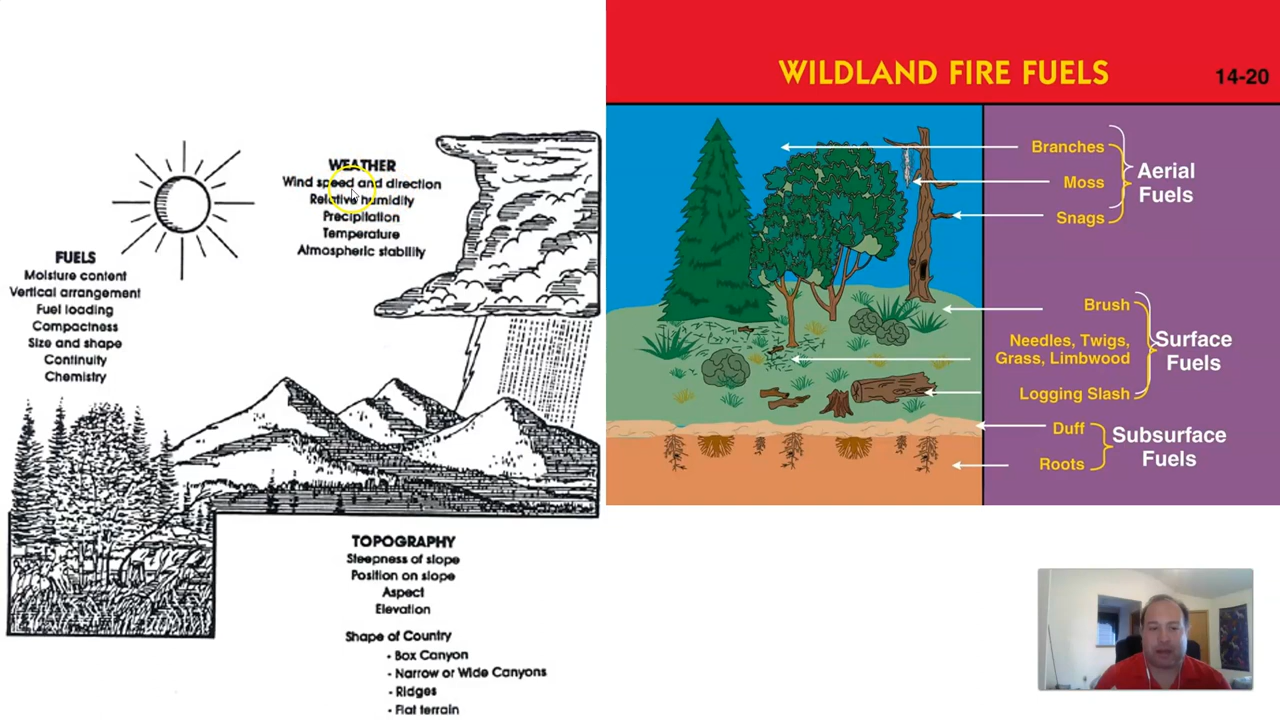 WEATHER
Wind speed and direction
Relative humidity
Precipitation
Temperature
Atmospheric stability
FUELS
Moisture content
Vertical arrangement
Fuel loading
Compactness
Size and shape
Continuity
Chemistry
TOPOGRAPHY
Steepness of slope
Position on slope
Aspect
Elevation
Shape of Country
- Box Canyon
- Narrow or Wide Canyons
- Ridges
- Flat terrain
WILDLAND FIRE FUELS
14-20
Branches
Moss
Snags
Aerial
Fuels
Brush
Needles, Twigs,
Grass, Limbwood
Logging Slash
Surface
Fuels
Duff
Roots
Subsurface
Fuels